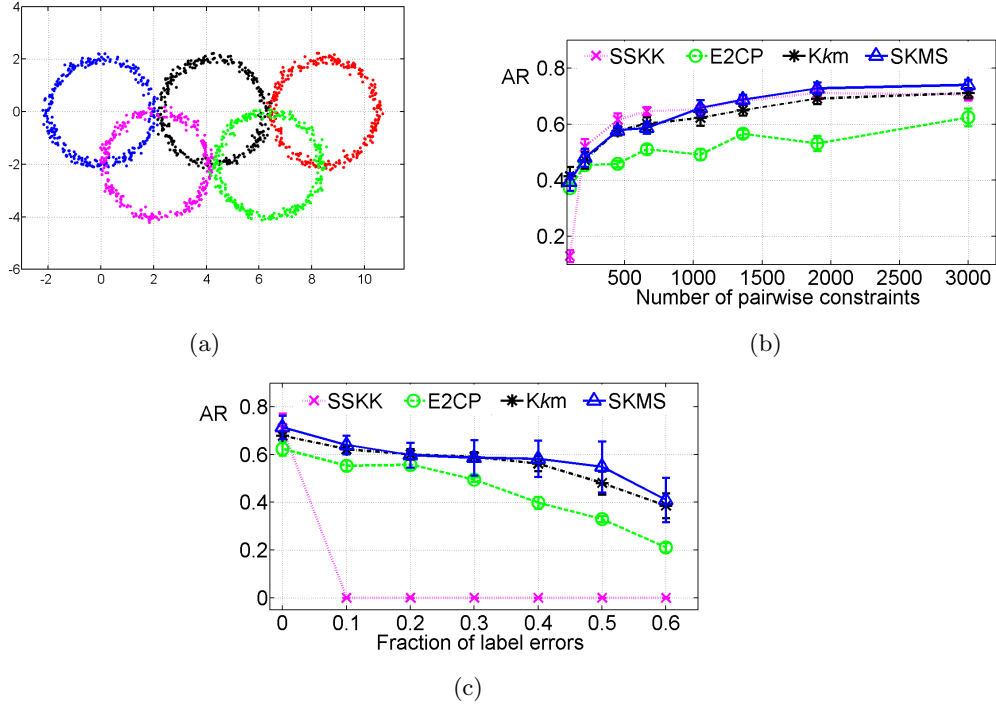 4
2
0
-2
-4
-6
-2 0 2 4 6 8 10
(a)
SSKK E2CP Kkm SKMS
AR
0.8
0.6
0.4
0.2
500 1000 1500 2000 2500 3000
Number of pairwise constraints
(b)
SSKK E2CP Kkm SKMS
AR
0.8
0.6
0.4
0.2
0
0 0.1 0.2 0.3 0.4 0.5 0.6
Fraction of label errors
(c)